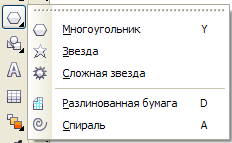 Многоугольник Y
Звезда
Сложная звезда
Разлинованная бумага D
Спираль A